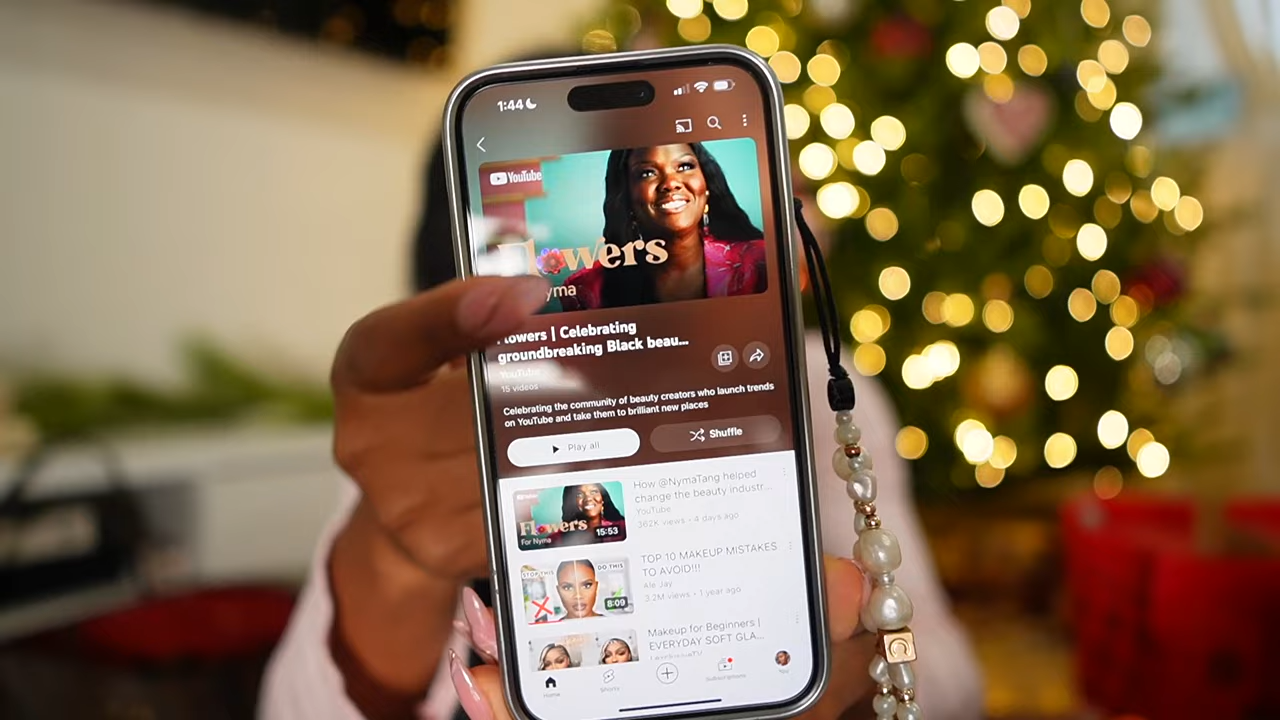 1:44
YouTube
Flowers
Nyma
Flowers | Celebrating
groundbreaking Black beau...
YouTube
15 videos
Celebrating the community of beauty creators who launch trends
on YouTube and take them to brilliant new places
Play all
Shuffle
How @NymaTang helped
change the beauty industr...
YouTube
362K views • 4 days ago
Flowers
For Nyma
15:53
TOP 10 MAKEUP MISTAKES
TO AVOID!!!
Ale Jay
3.2M views • 1 year ago
STOP THIS
DO THIS
8:09
Makeup for Beginners |
EVERYDAY SOFT GLA...
Home
Shorts
Subscriptions
You